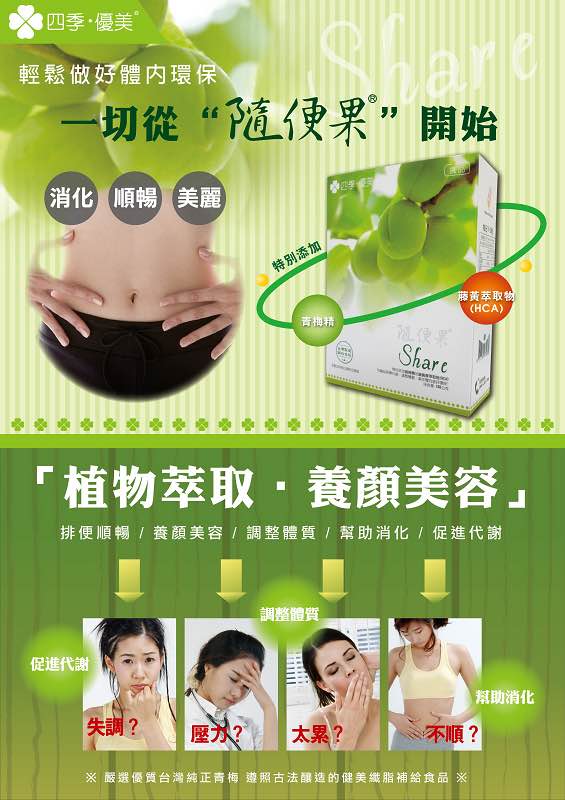 四季·優美®
Share
輕鬆做好體內環保
一切從“隨便果®”開始
消化 順暢 美麗
特別添加
青梅精
藤黃萃取物
(HCA)
四季·優美
隨便果
Share
「植物萃取·養顏美容」
排便順暢 / 養顏美容 / 調整體質 / 幫助消化 / 促進代謝
調整體質
促進代謝
幫助消化
失調？
壓力？
太累？
不順？
※ 嚴選優質台灣純正青梅 遵照古法釀造的健美纖脂補給食品 ※